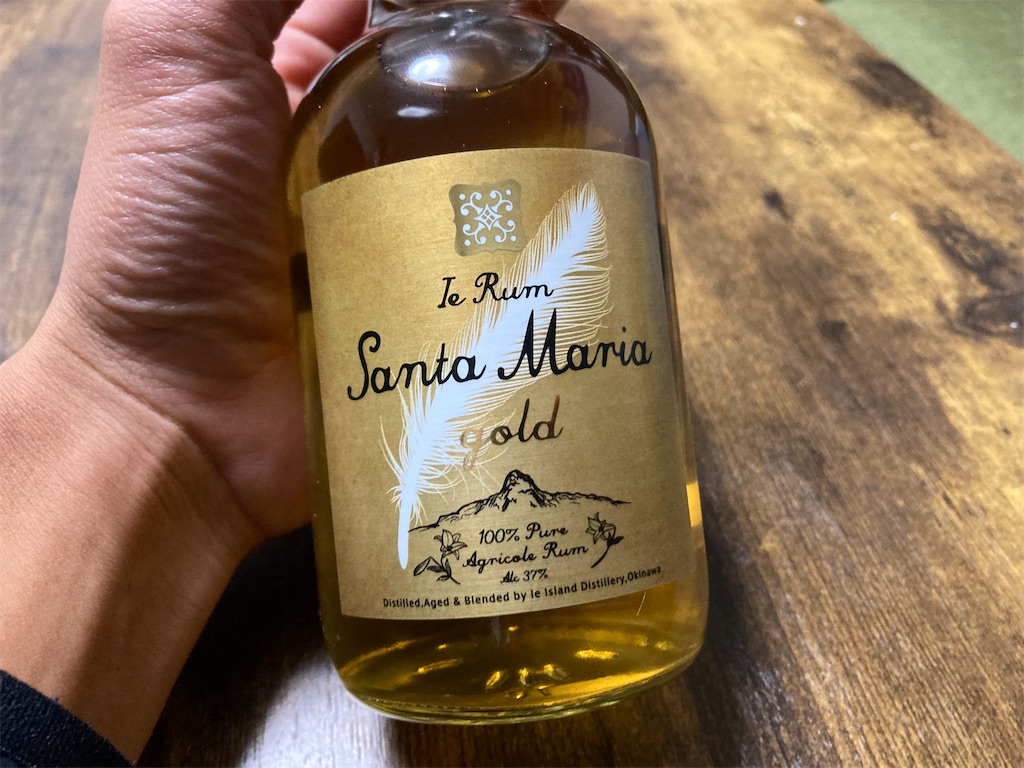 Ie Rum
Santa Maria
gold
100% Pure
Agricole Rum
Alc 37%
Distilled,Aged & Blended by Ie Island Distillery,Okinawa